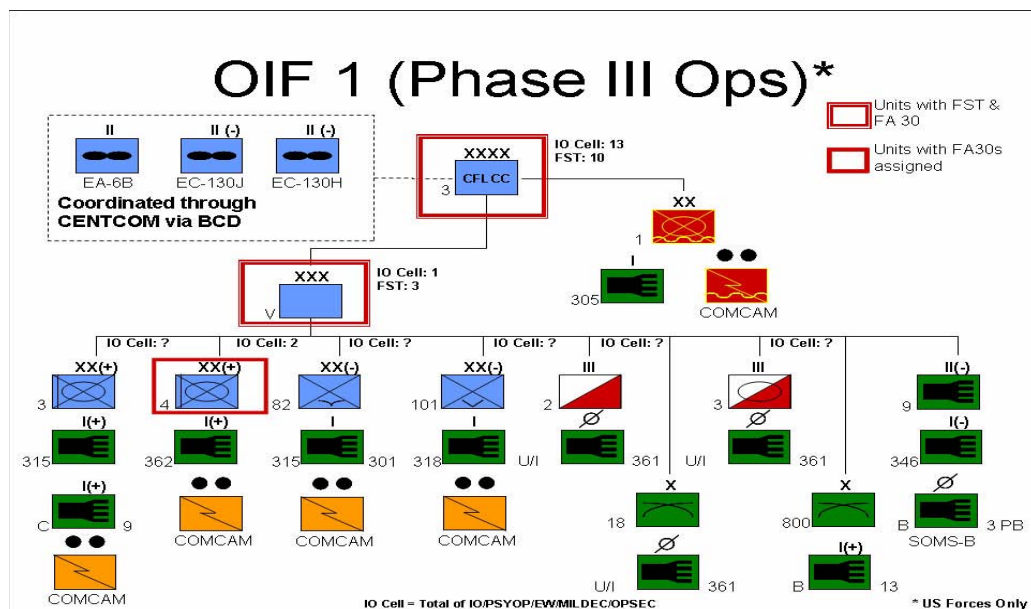 OIF 1 (Phase III Ops)*
Units with FST &
FA 30
Units with FA30s
assigned
II
II (-)
II (-)
EA-6B
EC-130J
EC-130H
Coordinated through
CENTCOM via BCD
XXXX
CFLCC
3
IO Cell: 13
FST: 10
XX
1
I
305
COMCAM
XXX
V
IO Cell: 1
FST: 3
IO Cell: ?
IO Cell: 2
IO Cell: ?
IO Cell: ?
IO Cell: ?
IO Cell: ?
XX(+)
3
XX(+)
4
XX(-)
82
XX(-)
101
III
2
III
3
II(-)
9
I(+)
315
I(+)
362
I
315
301
I
318
U/I
361
U/I
361
I(-)
346
I(+)
C
9
COMCAM
COMCAM
COMCAM
COMCAM
X
18
X
800
B
3 PB
SOMS-B
U/I
361
I(+)
B
13
IO Cell = Total of IO/PSYOP/EW/MILDEC/OPSEC
* US Forces Only